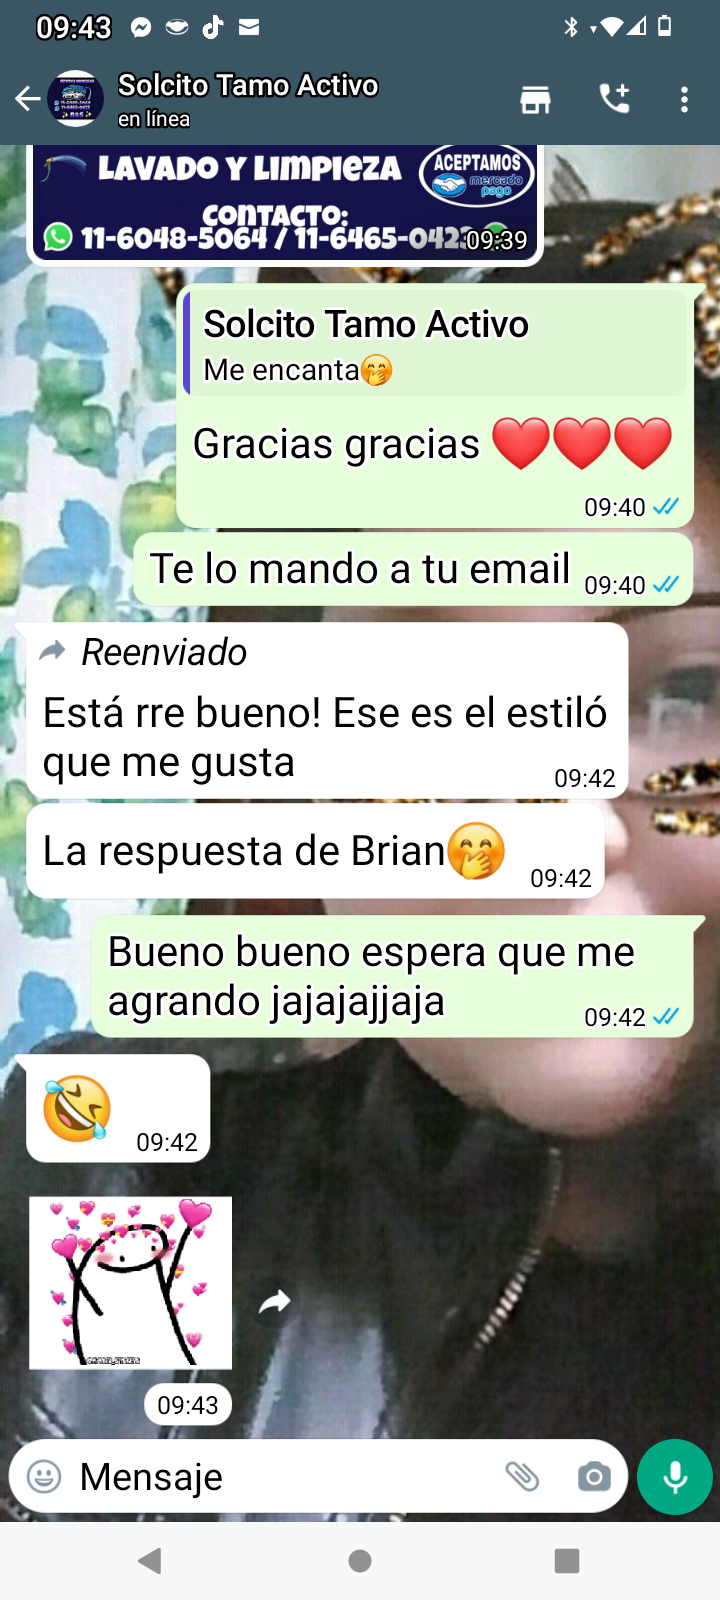 09:43
Solcito Tamo Activo
en línea
LAVADO Y LIMPIEZA
ACEPTAMOS
mercado
pago
CONTACTO:
11-6048-5064 / 11-6465-0423
09:39
Solcito Tamo Activo
Me encanta🤭
Gracias gracias ❤️❤️❤️
09:40
Te lo mando a tu email
09:40
Reenviado
Está rre bueno! Ese es el estiló
que me gusta
09:42
La respuesta de Brian🤭
09:42
Bueno bueno espera que me
agrando jajajajjaja
09:42
🤣
09:42
09:43
Mensaje